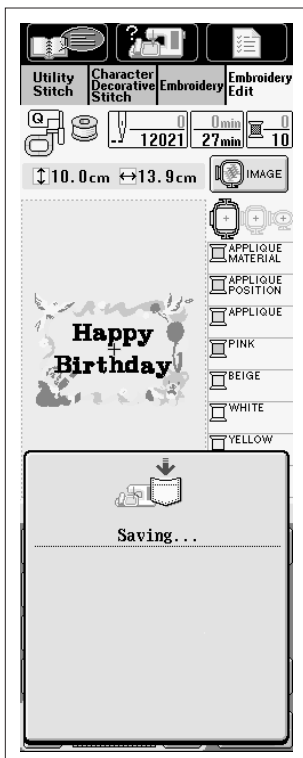 Utility
Stitch
Character
Decorative
Stitch
Embroidery
Embroidery
Edit
Q
0
12021
0min
27min
0
10
10.0cm
13.9cm
IMAGE
APPLIQUE
MATERIAL
APPLIQUE
POSITION
APPLIQUE
PINK
BEIGE
WHITE
YELLOW
Happy
Birthday
Saving...